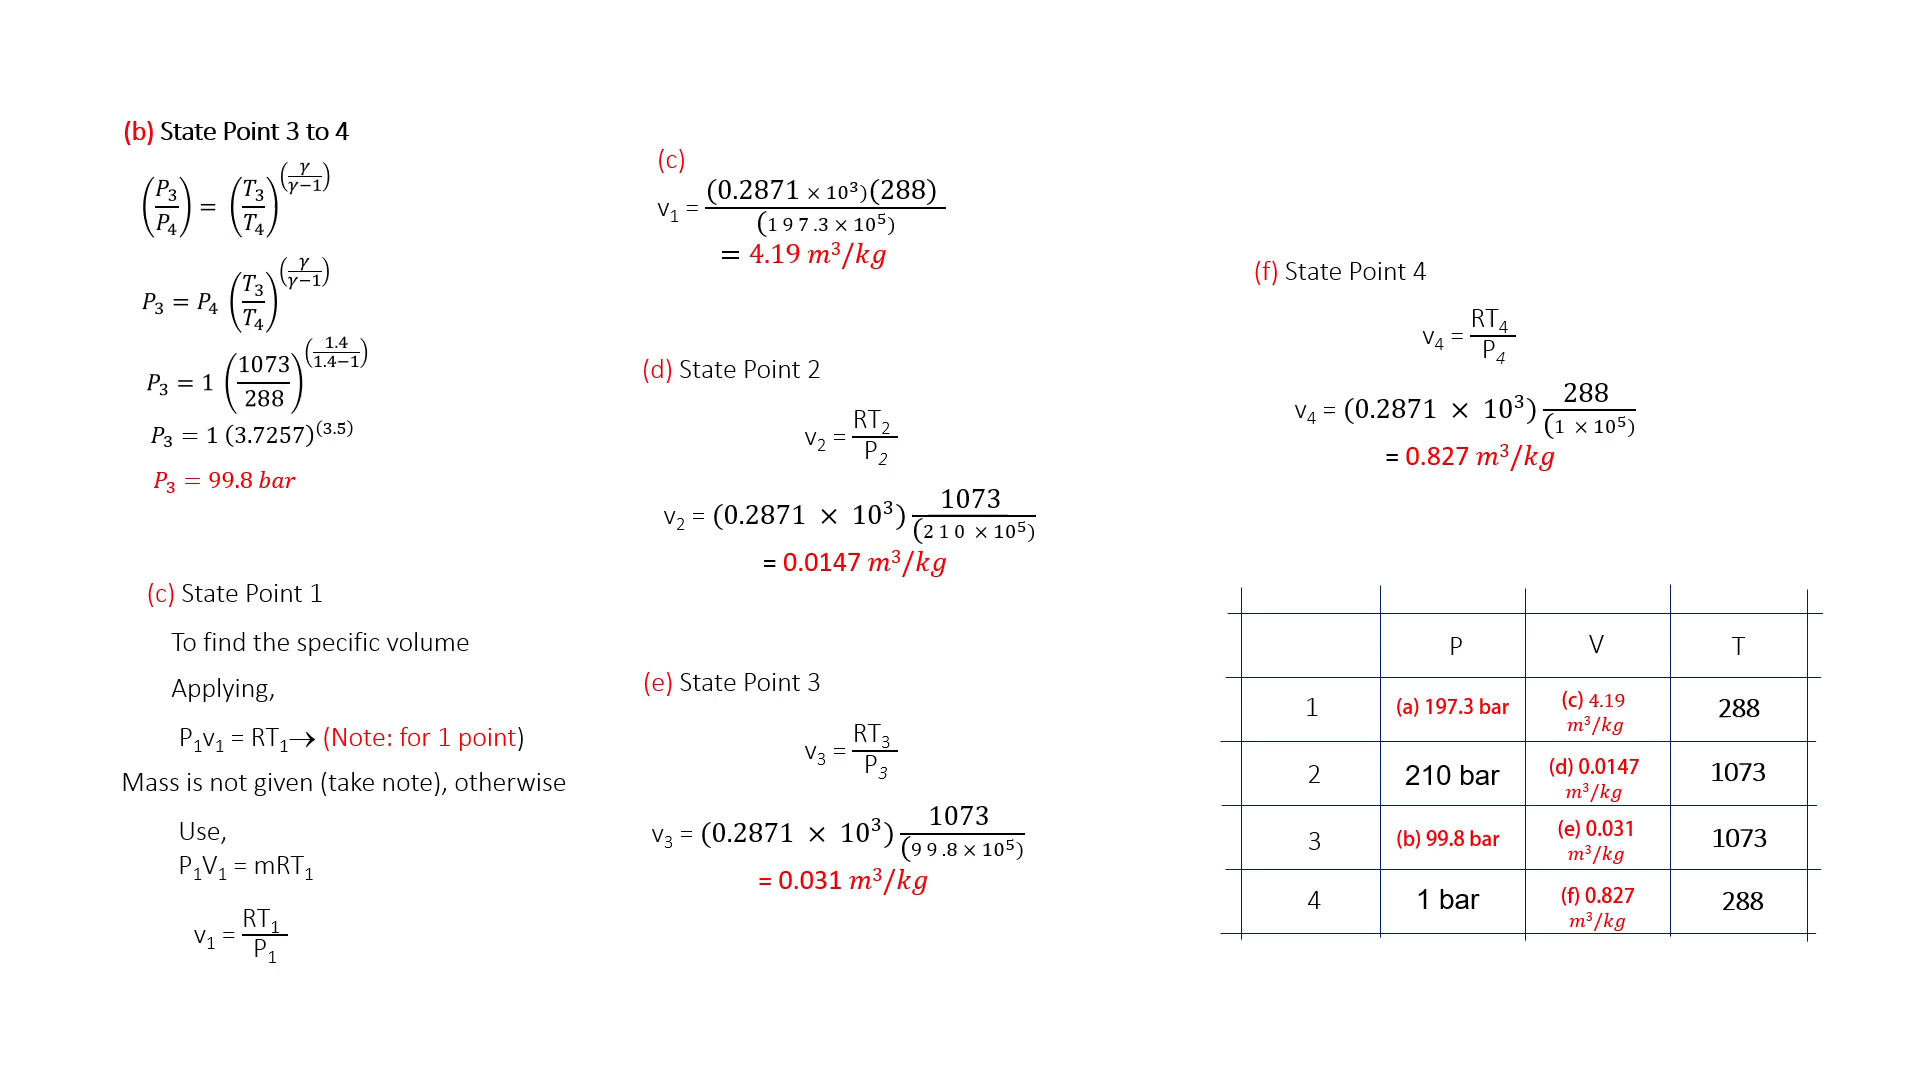 (b) State Point 3 to 4
(P₃/P₄) = (T₃/T₄)^(γ/(γ−1))
P₃ = P₄ (T₃/T₄)^(γ/(γ−1))
P₃ = 1 (1073/288)^(1.4/(1.4−1))
P₃ = 1 (3.7257)^(3.5)
P₃ = 99.8 bar
(c) State Point 1
To find the specific volume
Applying,
P₁v₁ = RT₁→ (Note: for 1 point)
Mass is not given (take note), otherwise
Use,
P₁V₁ = mRT₁
v₁ = RT₁/P₁
(c)
v₁ = (0.2871 × 10³)(288)/(197.3 × 10⁵)
= 4.19 m³/kg
(d) State Point 2
v₂ = RT₂/P₂
v₂ = (0.2871 × 10³) 1073/(210 × 10⁵)
= 0.0147 m³/kg
(e) State Point 3
v₃ = RT₃/P₃
v₃ = (0.2871 × 10³) 1073/(99.8 × 10⁵)
= 0.031 m³/kg
(f) State Point 4
v₄ = RT₄/P₄
v₄ = (0.2871 × 10³) 288/(1 × 10⁵)
= 0.827 m³/kg
P V T
1 (a) 197.3 bar (c) 4.19 m³/kg 288
2 210 bar (d) 0.0147 m³/kg 1073
3 (b) 99.8 bar (e) 0.031 m³/kg 1073
4 1 bar (f) 0.827 m³/kg 288